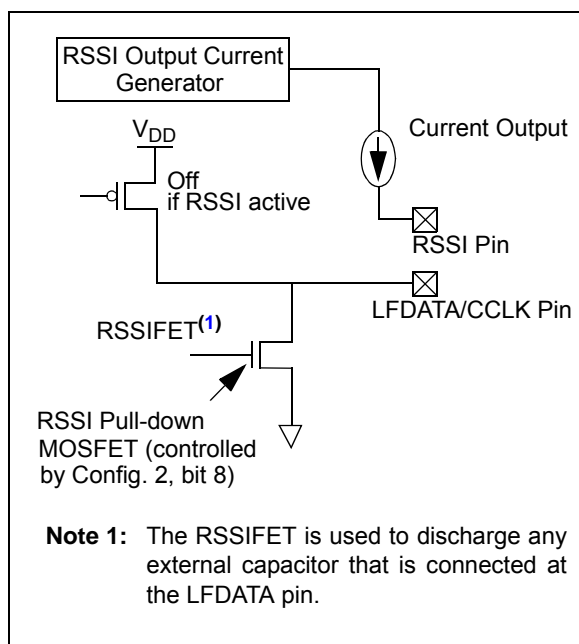 RSSI Output Current
Generator
V_DD
Current Output
Off
if RSSI active
RSSI Pin
LFDATA/CCLK Pin
RSSIFET(1)
RSSI Pull-down
MOSFET (controlled
by Config. 2, bit 8)
Note 1: The RSSIFET is used to discharge any
external capacitor that is connected at
the LFDATA pin.